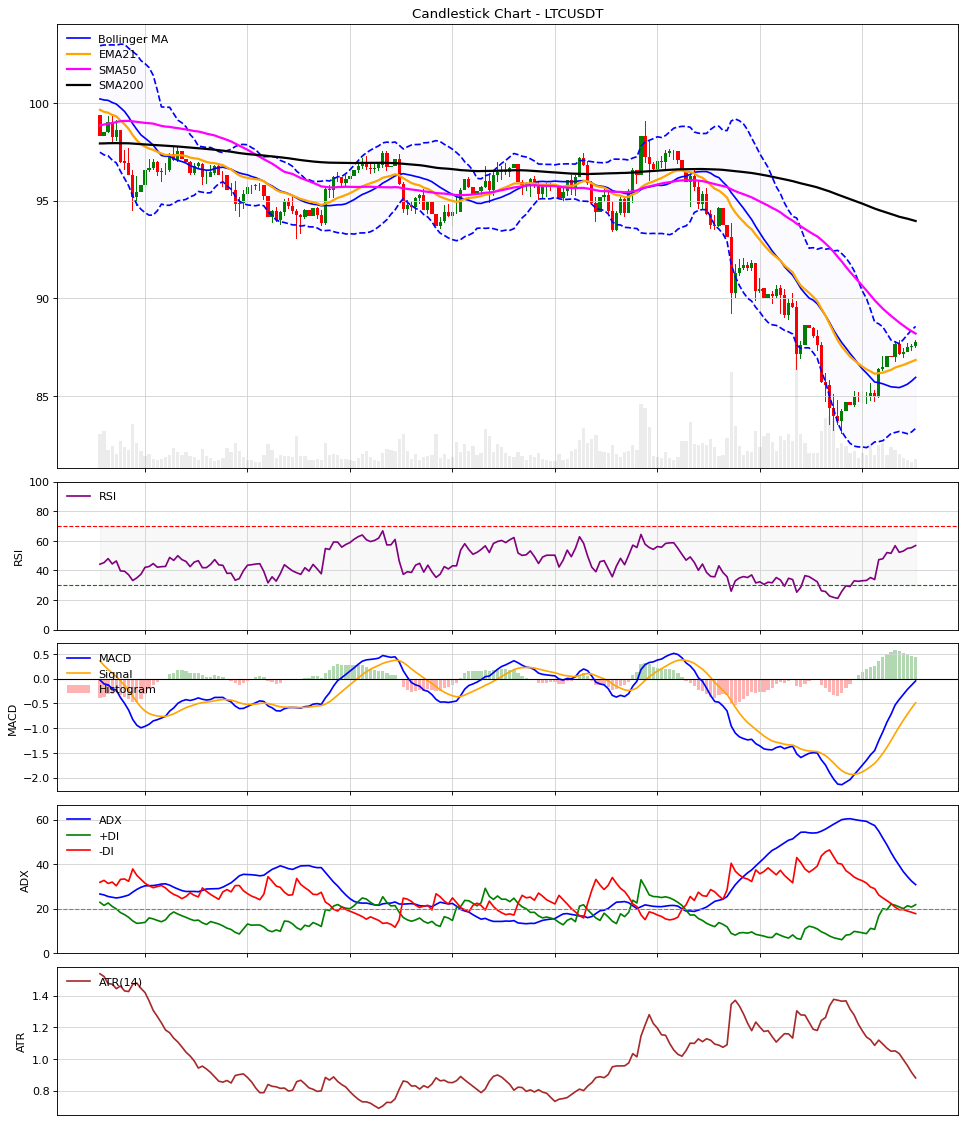 Candlestick Chart - LTCUSDT
Bollinger MA
EMA21
SMA50
SMA200
100
95
90
85
RSI
100
80
60
40
20
0
RSI
MACD
Signal
Histogram
0.5
0.0
−0.5
−1.0
−1.5
−2.0
MACD
ADX
+DI
-DI
60
40
20
0
ADX
ATR(14)
1.4
1.2
1.0
0.8
ATR